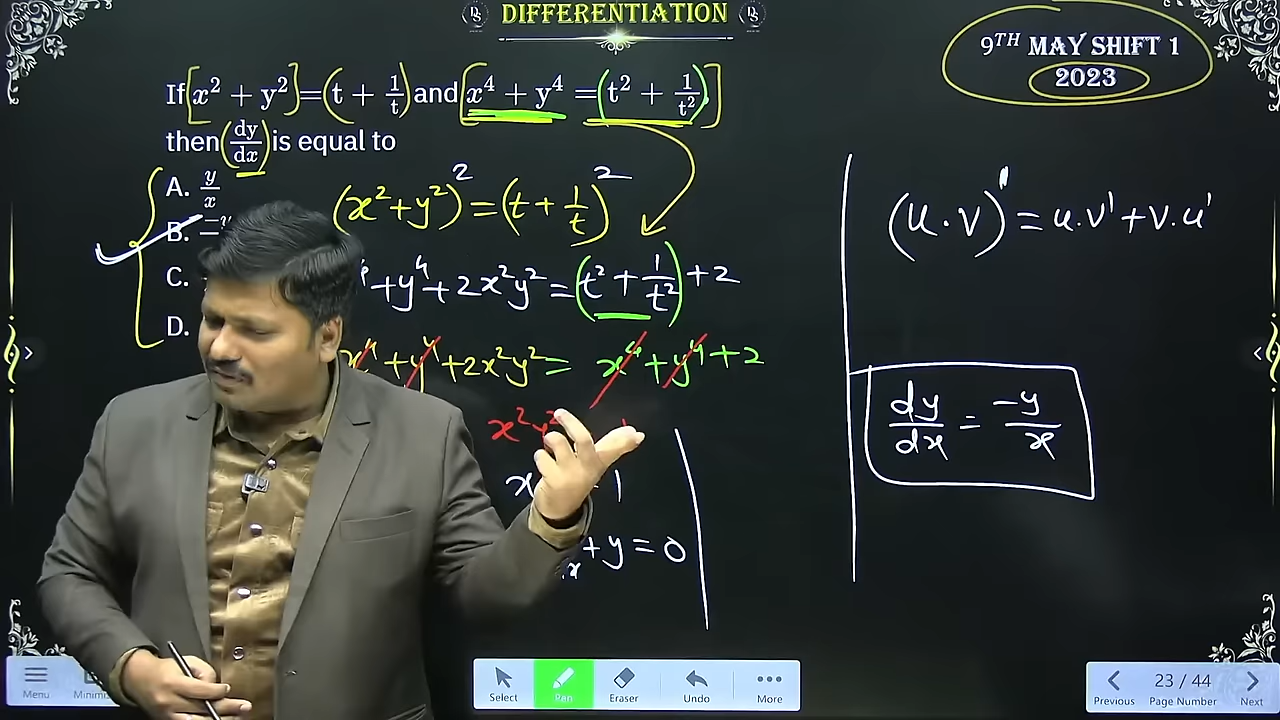 DIFFERENTIATION
9TH MAY SHIFT 1
2023
If x² + y² = (t + 1/t) and x⁴ + y⁴ = (t² + 1/t²)
then dy/dx is equal to
A. y/x
B.
C.
D.
(x² + y²)² = (t + 1/t)²
+ y⁴ + 2x²y² = (t² + 1/t²) + 2
x⁴ + y⁴ + 2x²y² = x⁴ + y⁴ + 2
x²y²
x 1
+ y = 0
(u.v)' = u.v' + v.u'
dy/dx = -y/x
Menu
Select
Pen
Eraser
Undo
More
Previous
23 / 44
Page Number
Next